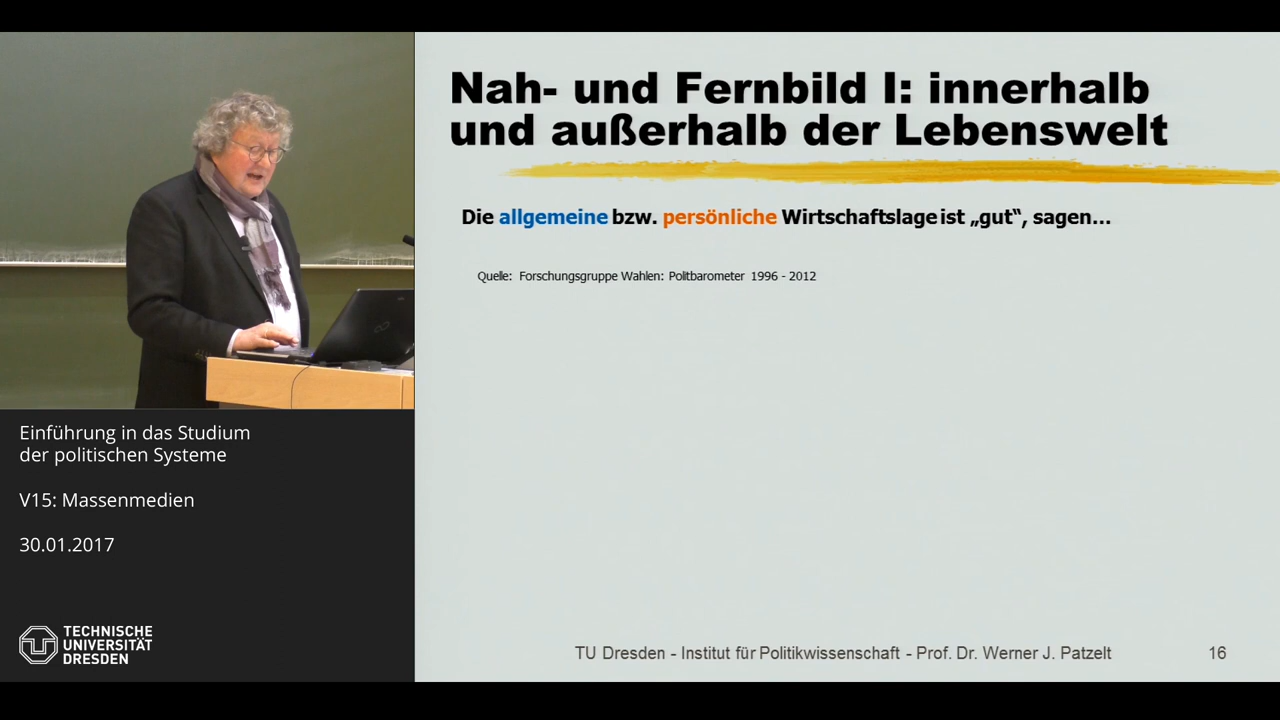 Nah- und Fernbild I: innerhalb
und außerhalb der Lebenswelt
Die allgemeine bzw. persönliche Wirtschaftslage ist „gut“, sagen...
Quelle: Forschungsgruppe Wahlen: Politbarometer 1996 - 2012
Einführung in das Studium
der politischen Systeme
V15: Massenmedien
30.01.2017
TECHNISCHE
UNIVERSITÄT
DRESDEN
TU Dresden - Institut für Politikwissenschaft - Prof. Dr. Werner J. Patzelt
16